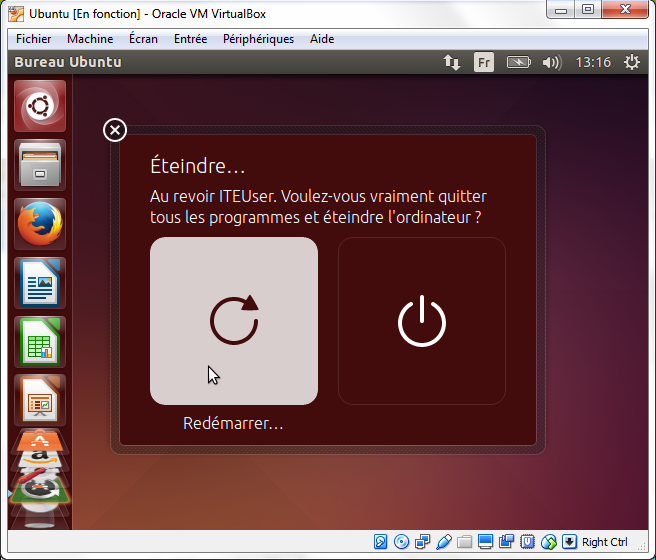 Ubuntu [En fonction] - Oracle VM VirtualBox
Fichier Machine Écran Entrée Périphériques Aide
Bureau Ubuntu Fr 13:16
Éteindre…
Au revoir ITEUser. Voulez-vous vraiment quitter
tous les programmes et éteindre l'ordinateur ?
Redémarrer…
Right Ctrl